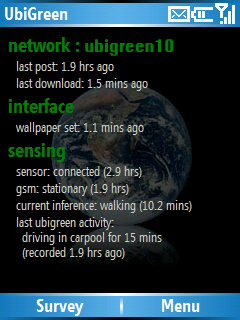 UbiGreen
network : ubigreen10
last post: 1.9 hrs ago
last download: 1.5 mins ago
interface
wallpaper set: 1.1 mins ago
sensing
sensor: connected (2.9 hrs)
gsm: stationary (1.9 hrs)
current inference: walking (10.2 mins)
last ubigreen activity:
driving in carpool for 15 mins
(recorded 1.9 hrs ago)
Survey Menu